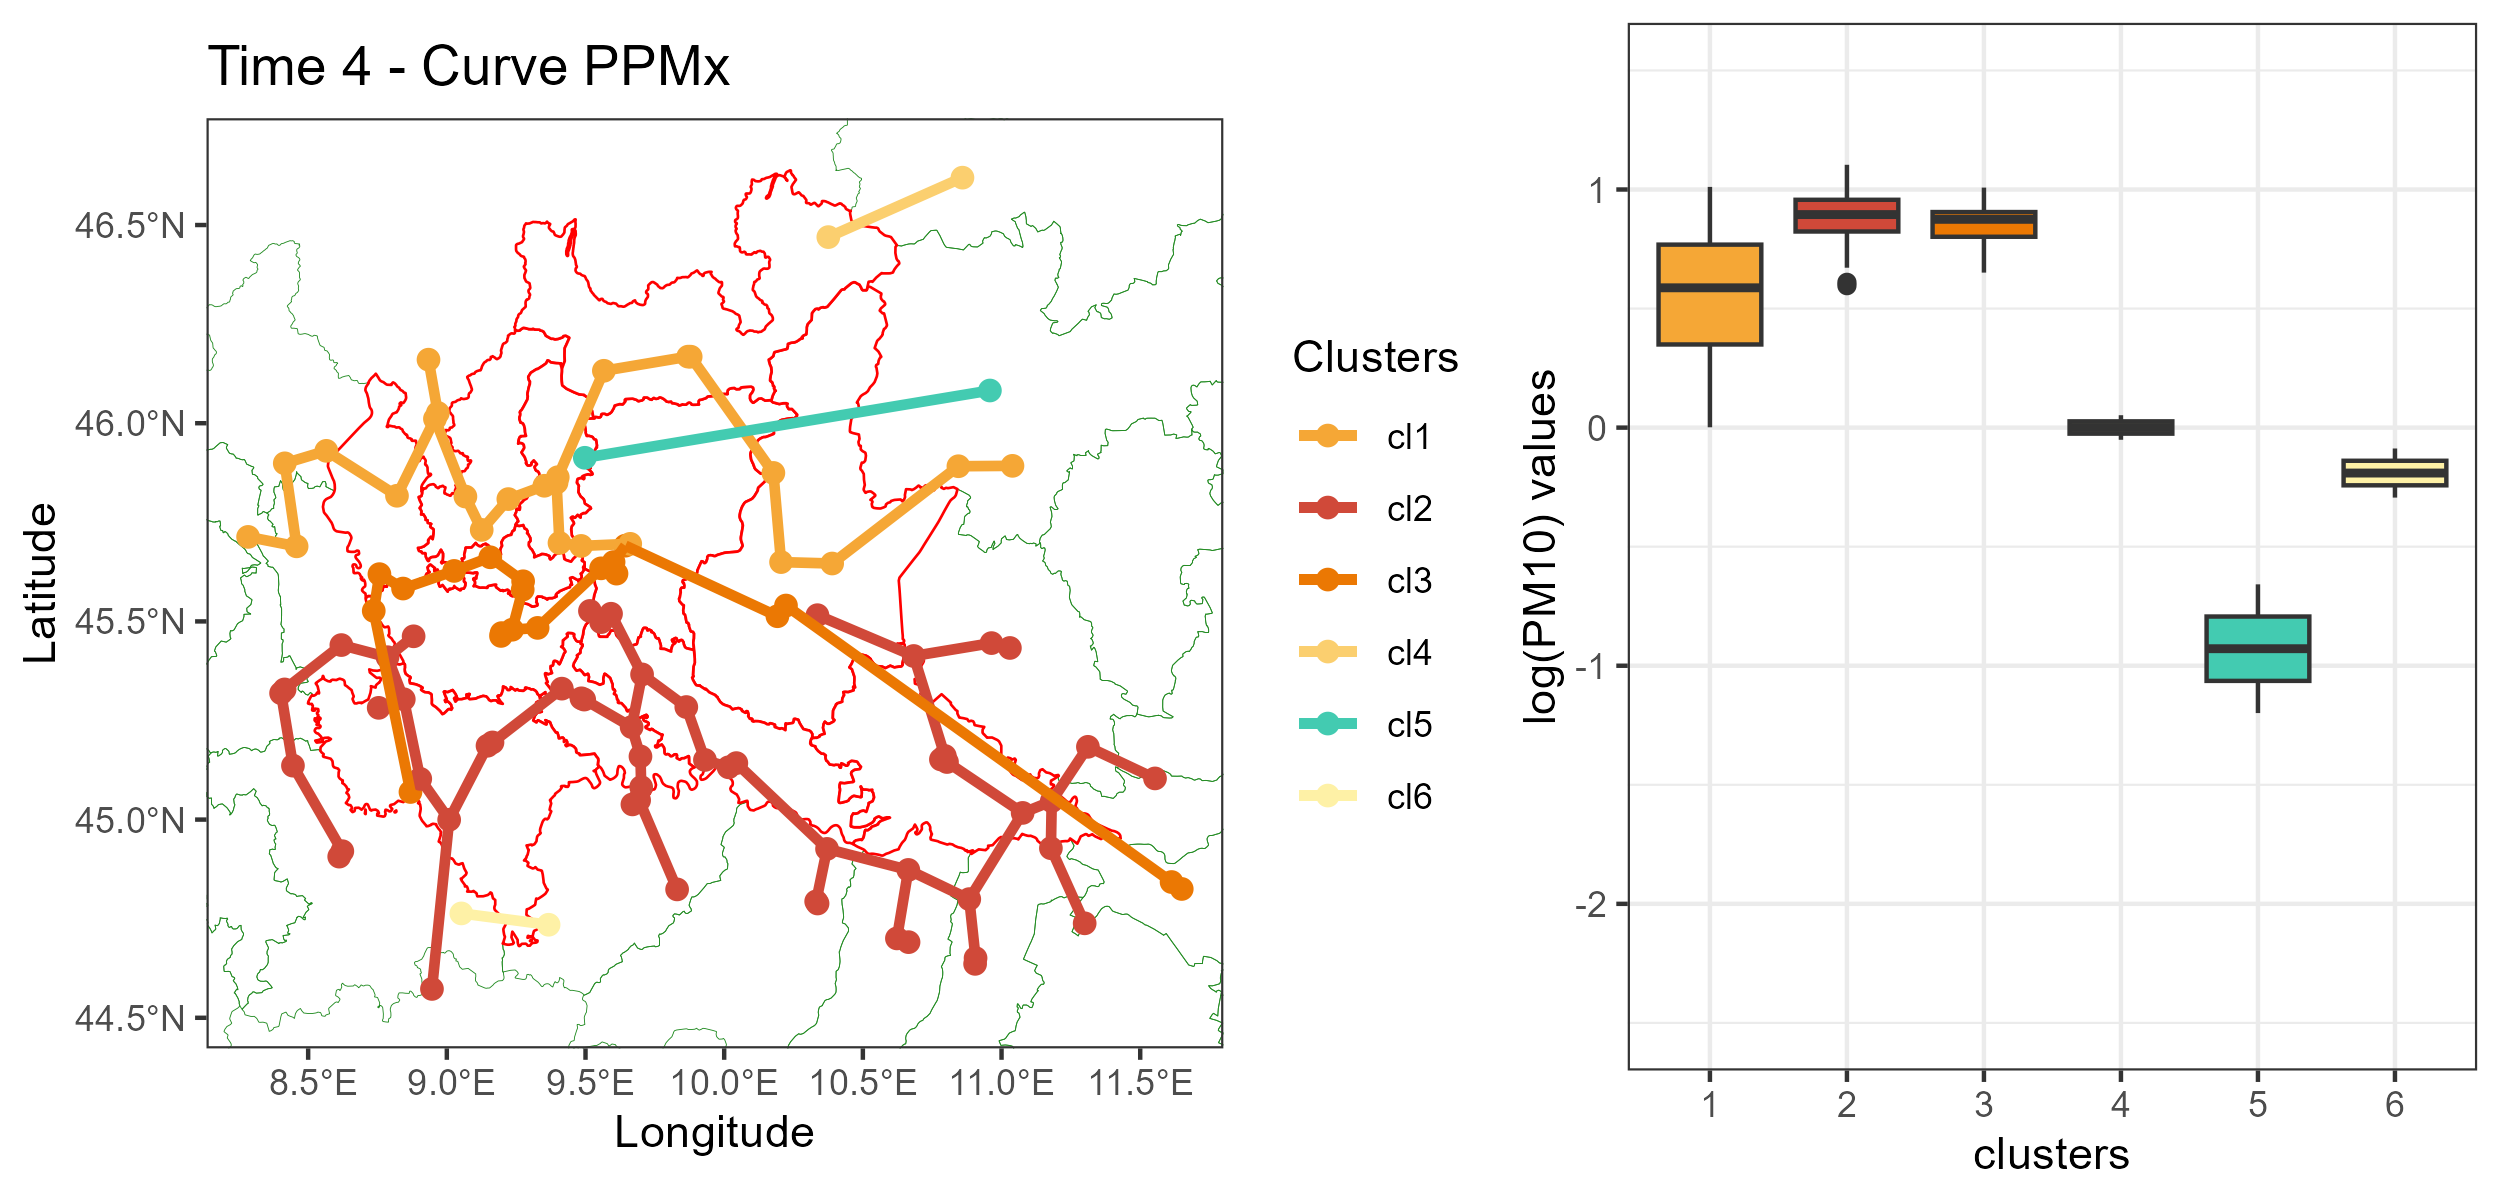 Time 4 - Curve PPMx
46.5°N
46.0°N
45.5°N
45.0°N
44.5°N
Latitude
8.5°E 9.0°E 9.5°E 10.0°E 10.5°E 11.0°E 11.5°E
Longitude
Clusters
cl1
cl2
cl3
cl4
cl5
cl6
log(PM10) values
1
0
-1
-2
1 2 3 4 5 6
clusters